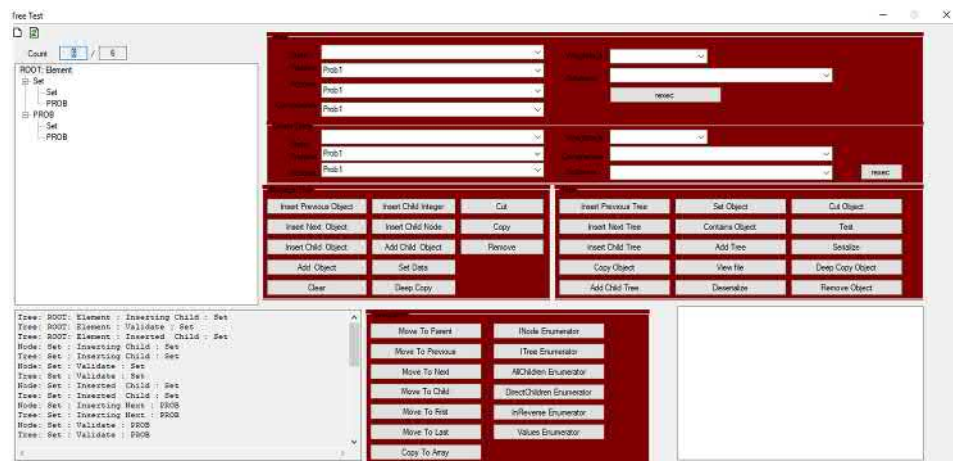 Tree Test
Count / 6
ROOT: Element
Set
Set
PROB
PROB
Set
PROB
Prob1
Prob1
Prob1
rexec
Prob1
Prob1
rexec
Insert Previous Object Insert Child Integer Cut
Insert Next Object Insert Child Node Copy
Insert Child Object Add Child Object Remove
Add Object Set Data
Clear Deep Copy
Insert Previous Tree Set Object Cut Object
Insert Next Tree Contains Object Test
Insert Child Tree Add Tree Serialize
Copy Object View file Deep Copy Object
Add Child Tree Deserialize Remove Object
Tree: ROOT: Element : Inserting Child : Set
Tree: ROOT: Element : Validate : Set
Tree: ROOT: Element : Inserted Child : Set
Node: Set : Inserting Child : Set
Tree: Set : Inserting Child : Set
Node: Set : Validate : Set
Tree: Set : Validate : Set
Node: Set : Inserted Child : Set
Tree: Set : Inserted Child : Set
Node: Set : Inserting Next : PROB
Tree: Set : Inserting Next : PROB
Node: Set : Validate : PROB
Tree: Set : Validate : PROB
Move To Parent INode Enumerator
Move To Previous ITree Enumerator
Move To Next AllChildren Enumerator
Move To Child DirectChildren Enumerator
Move To First InReverse Enumerator
Move To Last Values Enumerator
Copy To Array